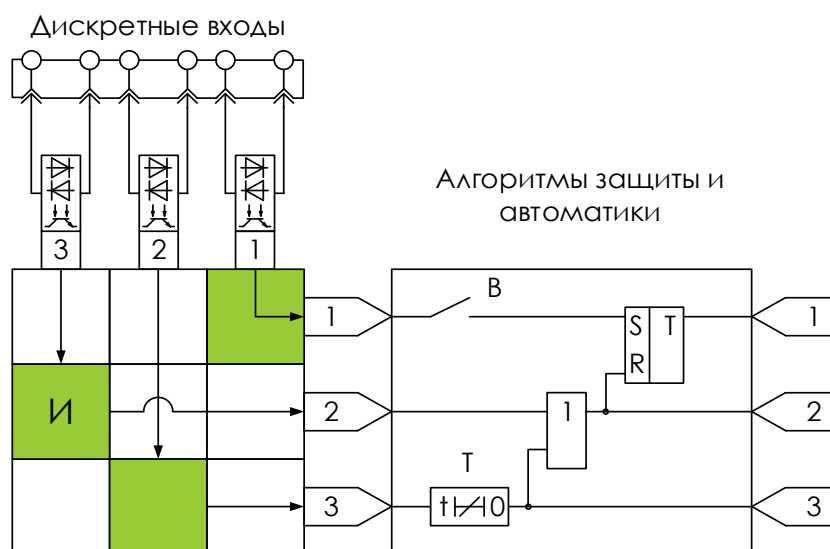 Дискретные входы
Алгоритмы защиты и
автоматики
3 2 1
1 В S T 1
R
И 2 1 2
T
3 t 0 3